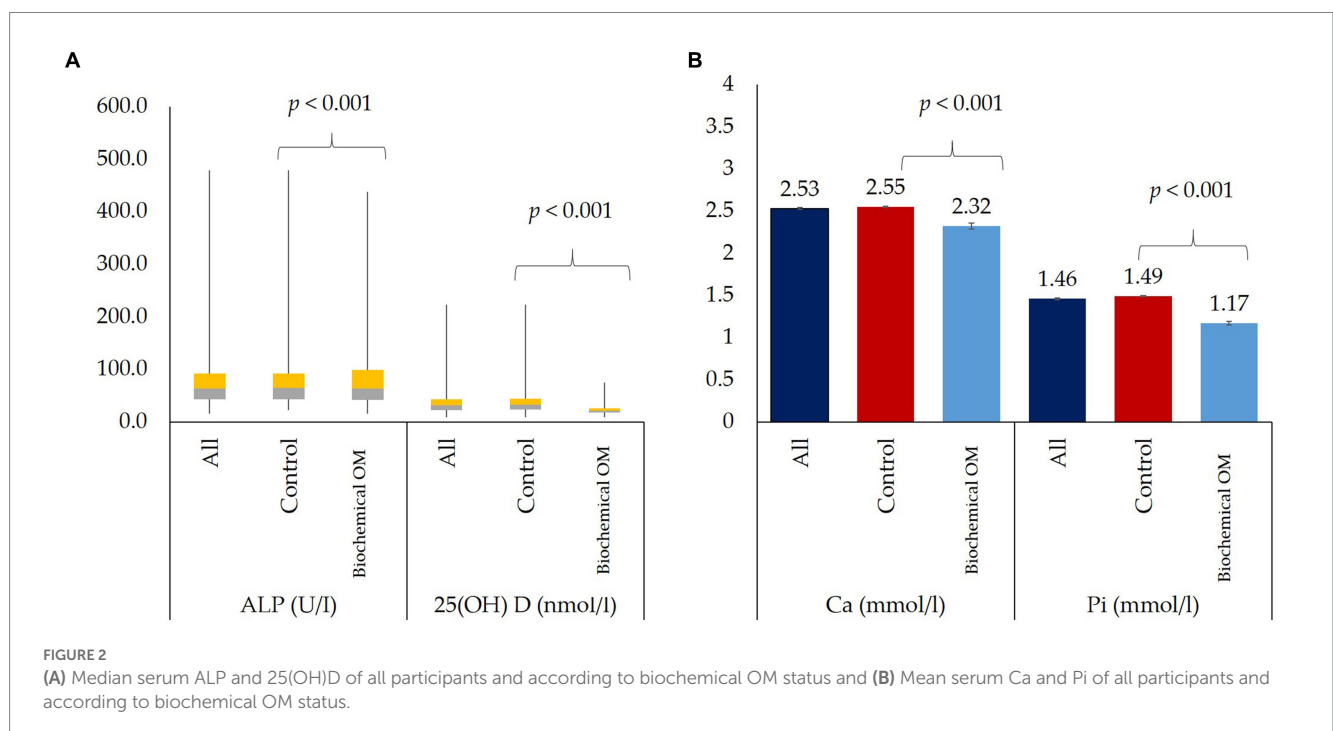 A
600.0
500.0
400.0
300.0
200.0
100.0
0.0
p < 0.001
p < 0.001
All
Control
Biochemical OM
All
Control
Biochemical OM
ALP (U/I)
25(OH) D (nmol/l)
B
4
3.5
3
2.5
2
1.5
1
0.5
0
p < 0.001
p < 0.001
2.53
2.55
2.32
1.46
1.49
1.17
All
Control
Biochemical OM
All
Control
Biochemical OM
Ca (mmol/l)
Pi (mmol/l)
FIGURE 2
(A) Median serum ALP and 25(OH)D of all participants and according to biochemical OM status and (B) Mean serum Ca and Pi of all participants and
according to biochemical OM status.